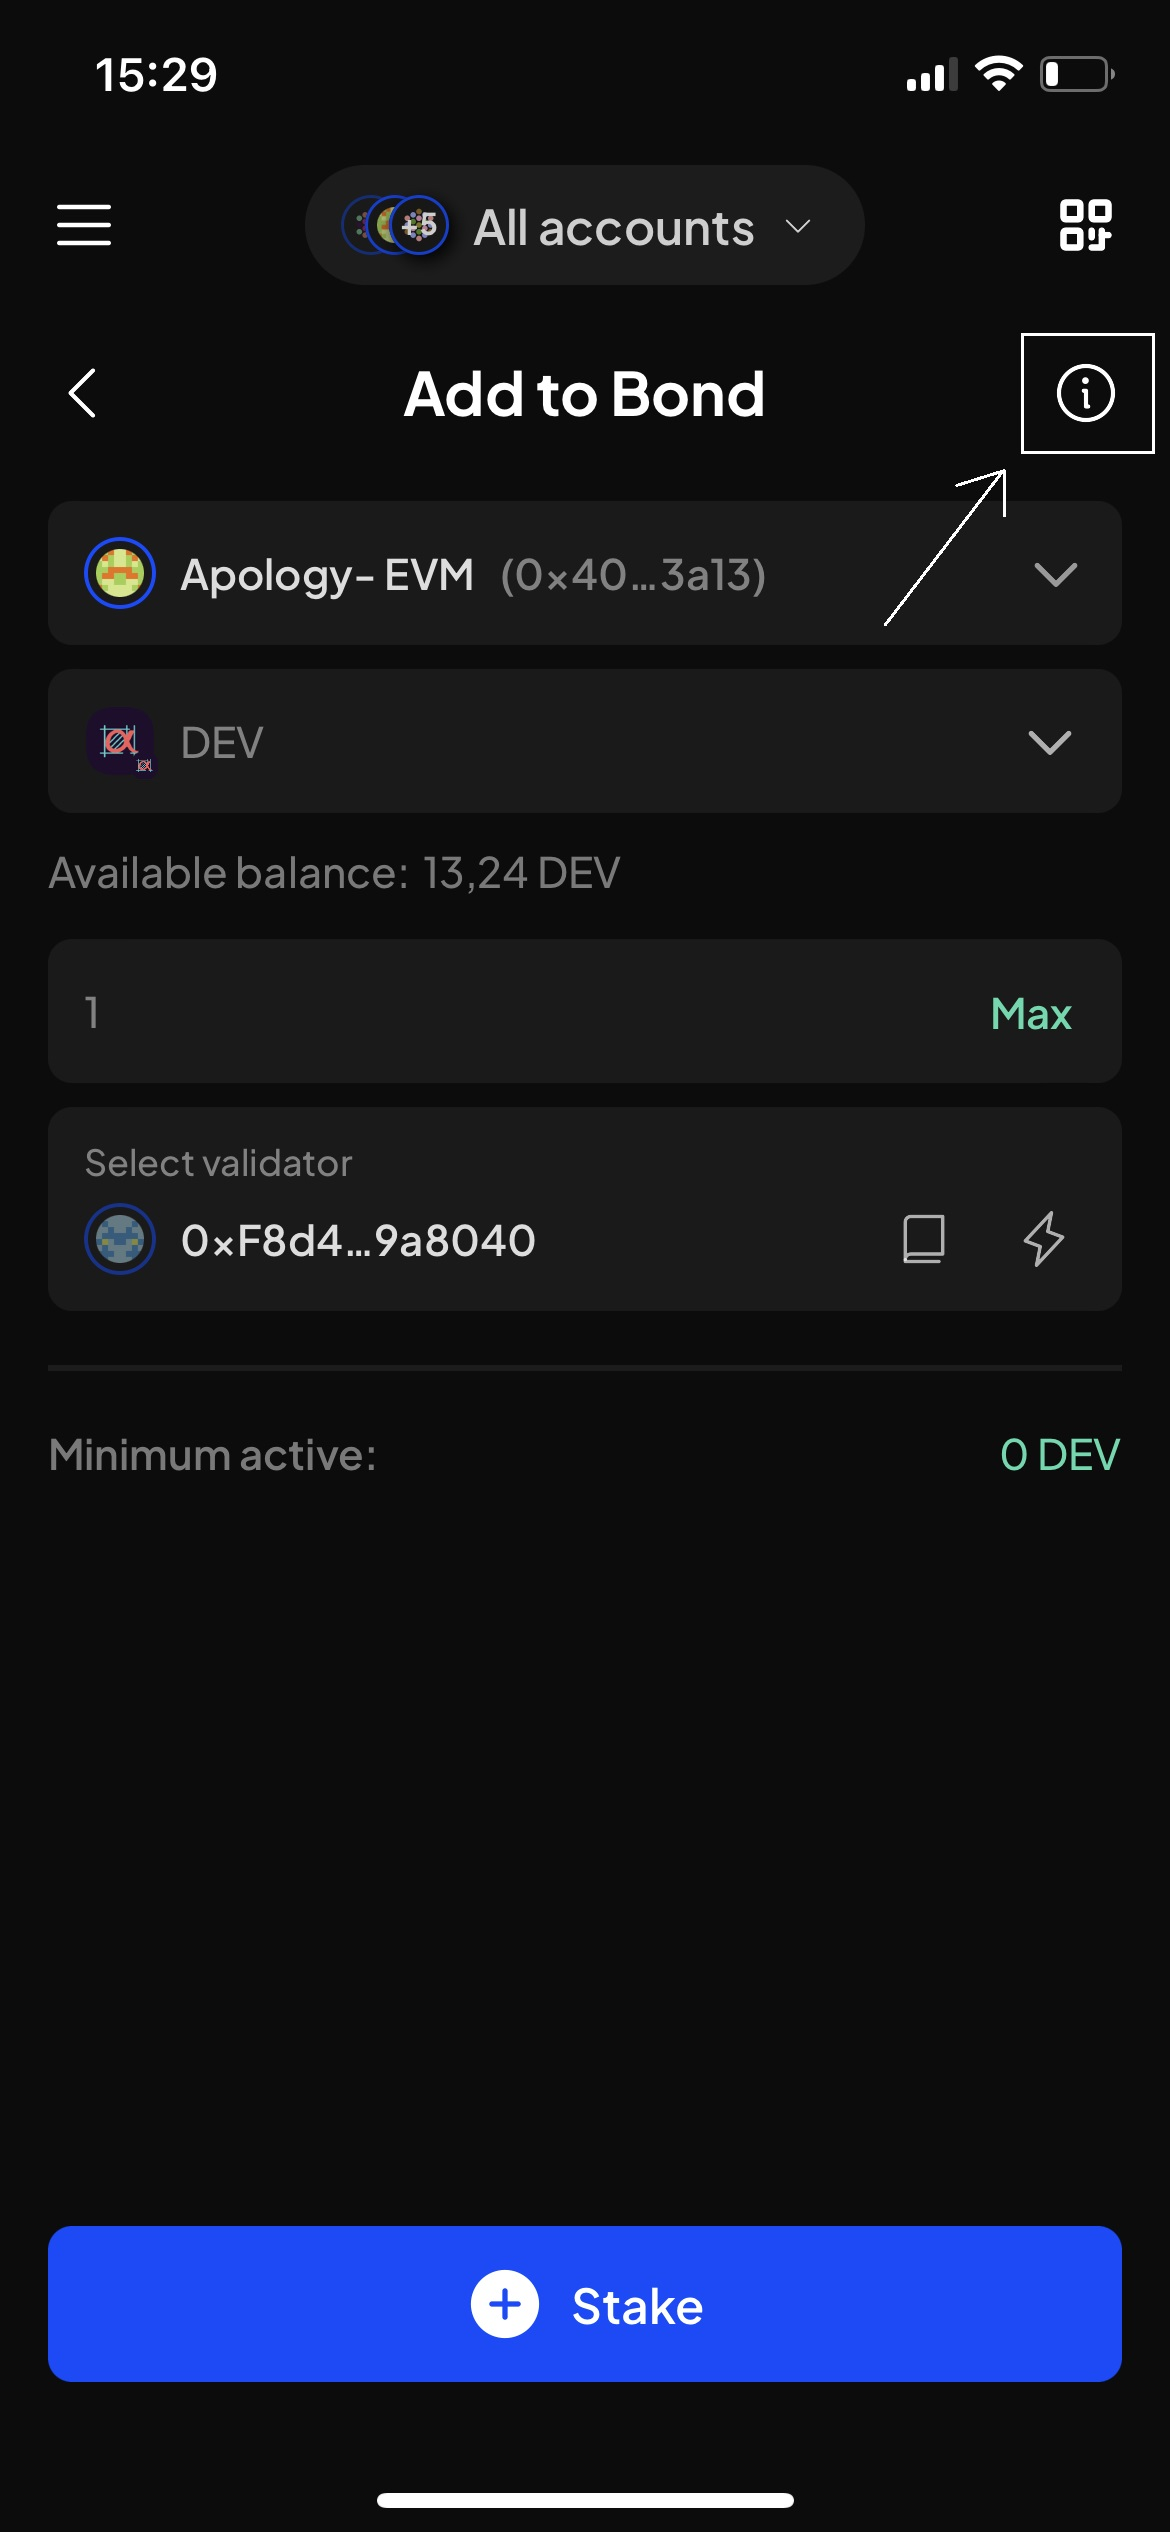 15:29
+5 All accounts
Add to Bond
Apology- EVM (0x40...3a13)
DEV
Available balance: 13,24 DEV
1 Max
Select validator
0xF8d4...9a8040
Minimum active: 0 DEV
Stake